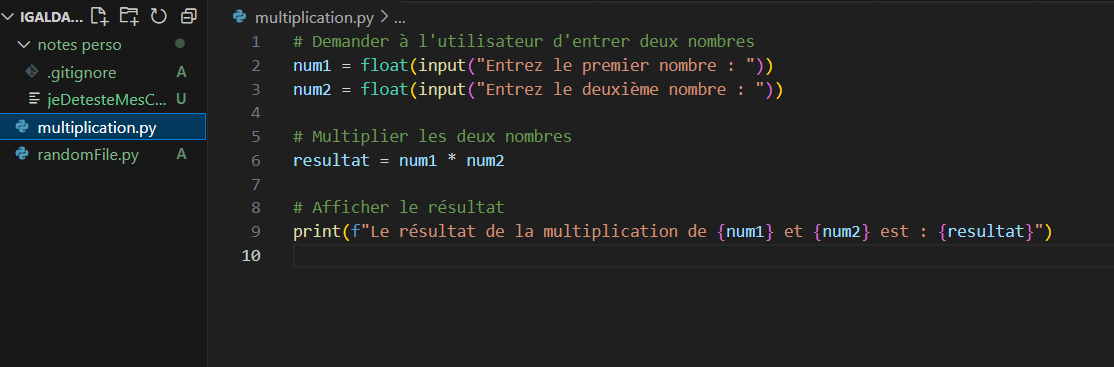 IGALDA...
notes perso
.gitignore A
jeDetesteMesC... U
multiplication.py
randomFile.py A
multiplication.py > ...
1 # Demander à l'utilisateur d'entrer deux nombres
2 num1 = float(input("Entrez le premier nombre : "))
3 num2 = float(input("Entrez le deuxième nombre : "))
4
5 # Multiplier les deux nombres
6 resultat = num1 * num2
7
8 # Afficher le résultat
9 print(f"Le résultat de la multiplication de {num1} et {num2} est : {resultat}")
10